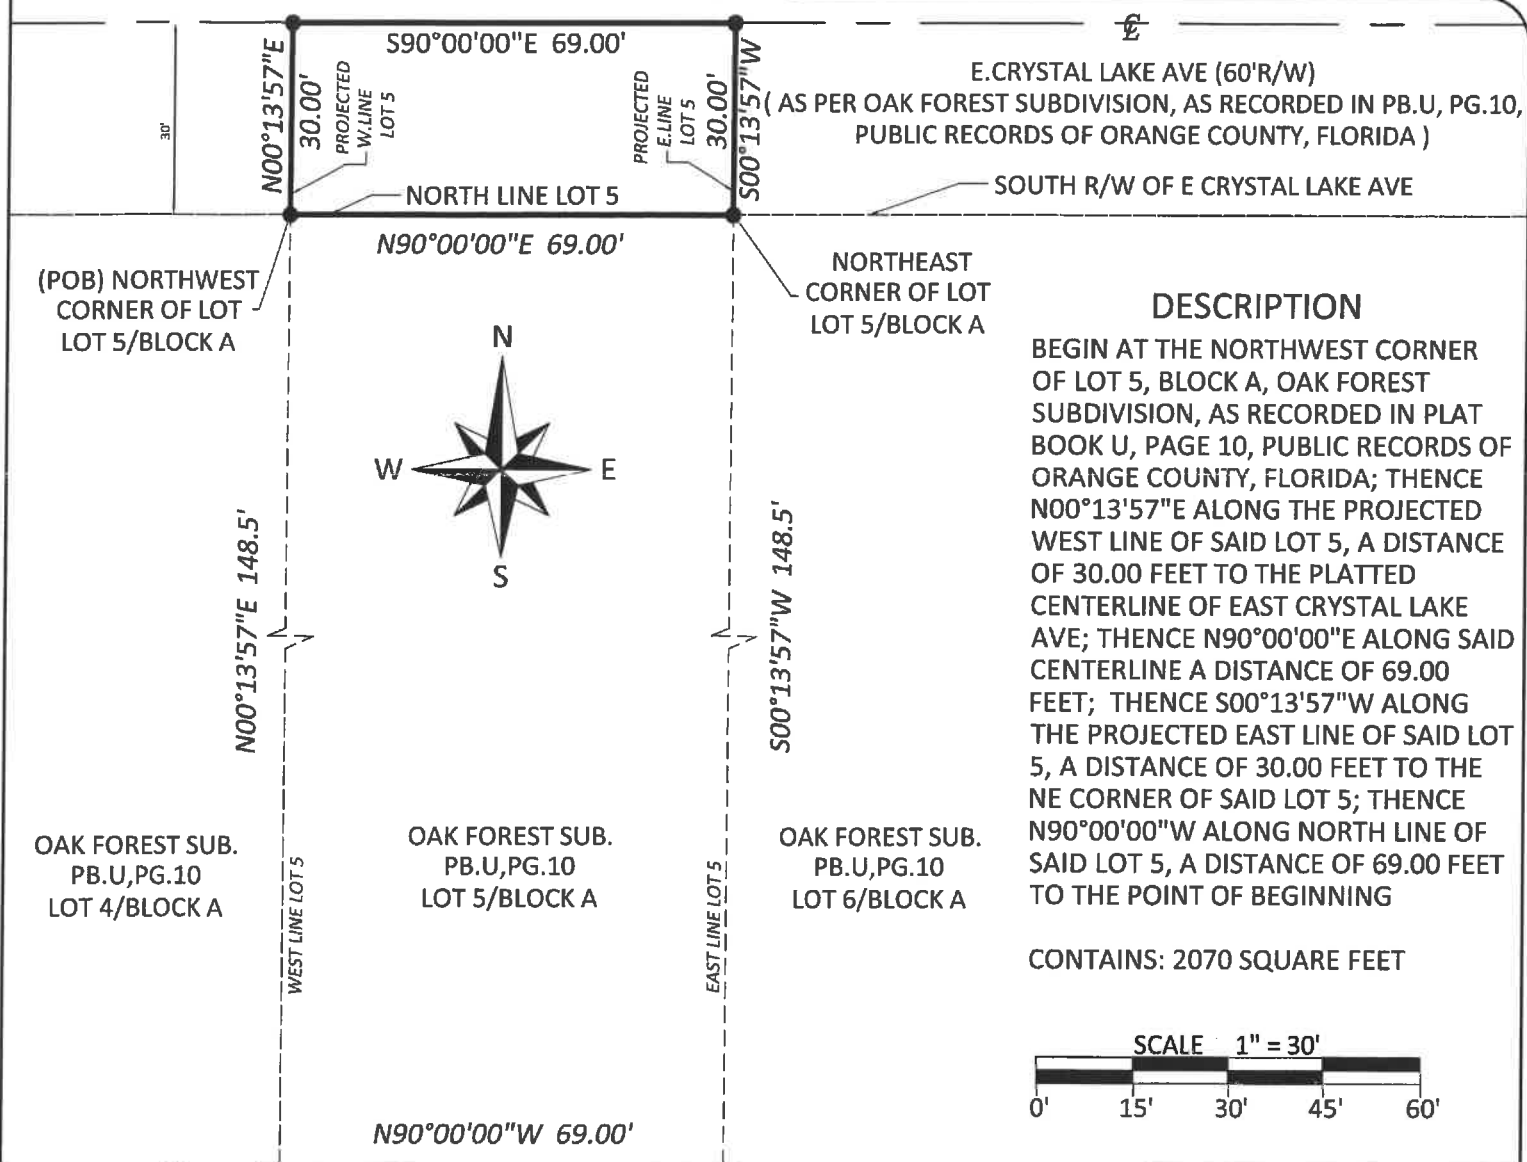 ℄
S90°00'00"E 69.00'
N00°13'57"E
30.00'
PROJECTED
W.LINE
LOT 5
PROJECTED
E.LINE
LOT 5
30.00'
S00°13'57"W
30'
E.CRYSTAL LAKE AVE (60'R/W)
( AS PER OAK FOREST SUBDIVISION, AS RECORDED IN PB.U, PG.10,
PUBLIC RECORDS OF ORANGE COUNTY, FLORIDA )
NORTH LINE LOT 5
SOUTH R/W OF E CRYSTAL LAKE AVE
N90°00'00"E 69.00'
(POB) NORTHWEST
CORNER OF LOT
LOT 5/BLOCK A
NORTHEAST
CORNER OF LOT
LOT 5/BLOCK A
N
W
E
S
N00°13'57"E 148.5'
S00°13'57"W 148.5'
DESCRIPTION
BEGIN AT THE NORTHWEST CORNER
OF LOT 5, BLOCK A, OAK FOREST
SUBDIVISION, AS RECORDED IN PLAT
BOOK U, PAGE 10, PUBLIC RECORDS OF
ORANGE COUNTY, FLORIDA; THENCE
N00°13'57"E ALONG THE PROJECTED
WEST LINE OF SAID LOT 5, A DISTANCE
OF 30.00 FEET TO THE PLATTED
CENTERLINE OF EAST CRYSTAL LAKE
AVE; THENCE N90°00'00"E ALONG SAID
CENTERLINE A DISTANCE OF 69.00
FEET; THENCE S00°13'57"W ALONG
THE PROJECTED EAST LINE OF SAID LOT
5, A DISTANCE OF 30.00 FEET TO THE
NE CORNER OF SAID LOT 5; THENCE
N90°00'00"W ALONG NORTH LINE OF
SAID LOT 5, A DISTANCE OF 69.00 FEET
TO THE POINT OF BEGINNING
CONTAINS: 2070 SQUARE FEET
OAK FOREST SUB.
PB.U,PG.10
LOT 4/BLOCK A
WEST LINE LOT 5
OAK FOREST SUB.
PB.U,PG.10
LOT 5/BLOCK A
EAST LINE LOT 5
OAK FOREST SUB.
PB.U,PG.10
LOT 6/BLOCK A
SCALE 1" = 30'
0' 15' 30' 45' 60'
N90°00'00"W 69.00'